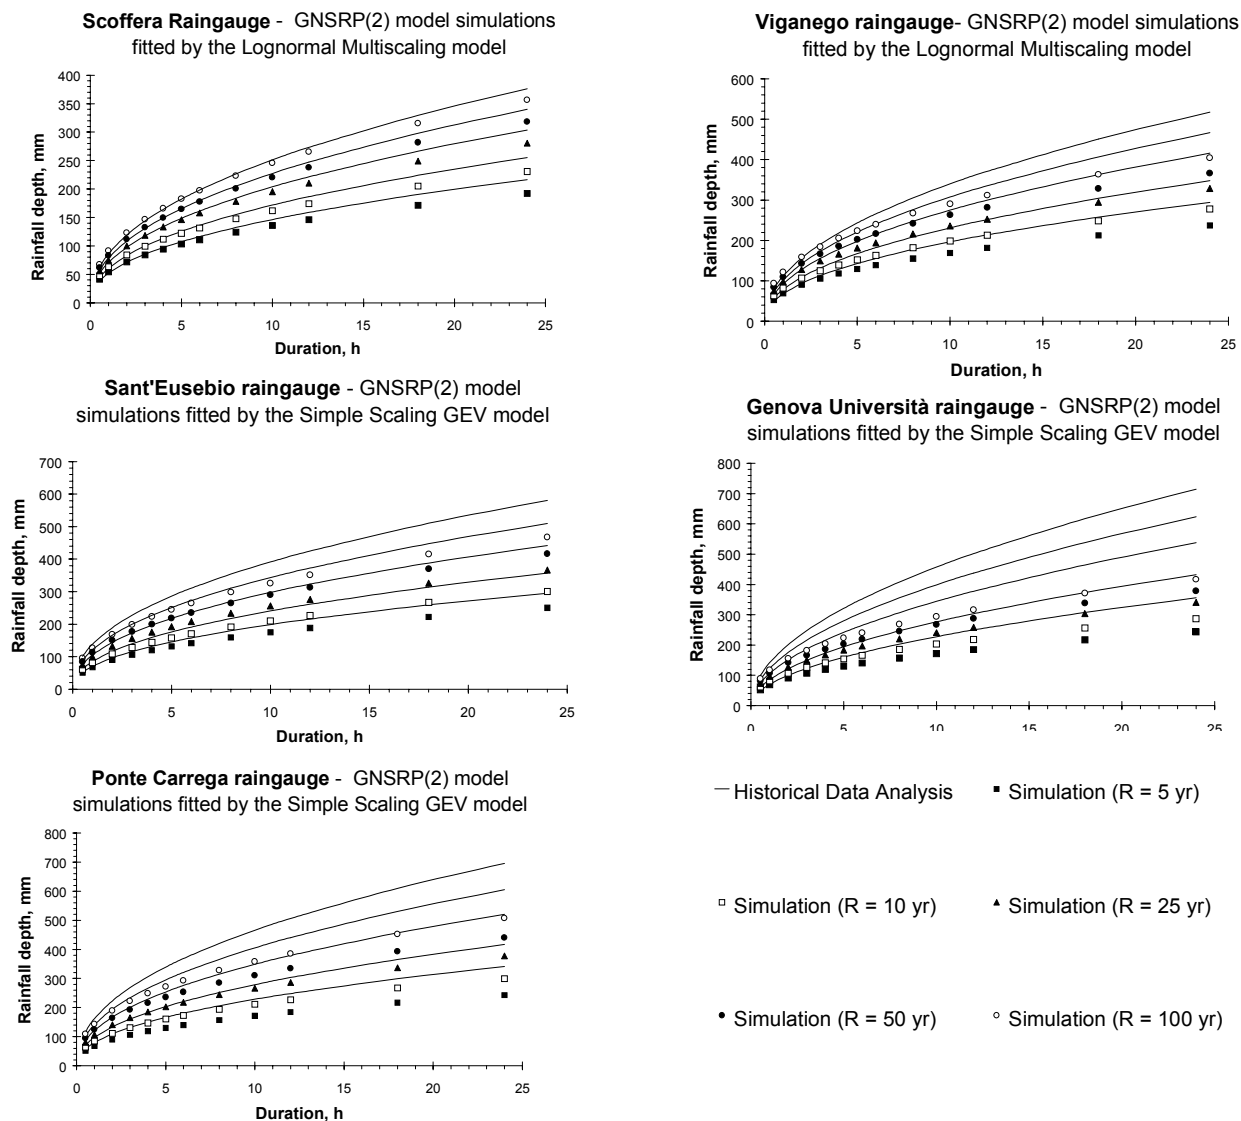 Scoffera Raingauge - GNSRP(2) model simulations
fitted by the Lognormal Multiscaling model
400
350
300
250
200
150
100
50
0
Rainfall depth, mm
0 5 10 15 20 25
Duration, h
Viganego raingauge- GNSRP(2) model simulations
fitted by the Lognormal Multiscaling model
600
500
400
300
200
100
0
Rainfall depth, mm
0 5 10 15 20 25
Duration, h
Sant'Eusebio raingauge - GNSRP(2) model
simulations fitted by the Simple Scaling GEV model
700
600
500
400
300
200
100
0
Rainfall depth, mm
0 5 10 15 20 25
Duration, h
Genova Università raingauge - GNSRP(2) model
simulations fitted by the Simple Scaling GEV model
800
700
600
500
400
300
200
100
0
Rainfall depth, mm
0 5 10 15 20 25
Ponte Carrega raingauge - GNSRP(2) model
simulations fitted by the Simple Scaling GEV model
800
700
600
500
400
300
200
100
0
Rainfall depth, mm
0 5 10 15 20 25
Duration, h
Historical Data Analysis
Simulation (R = 5 yr)
Simulation (R = 10 yr)
Simulation (R = 25 yr)
Simulation (R = 50 yr)
Simulation (R = 100 yr)